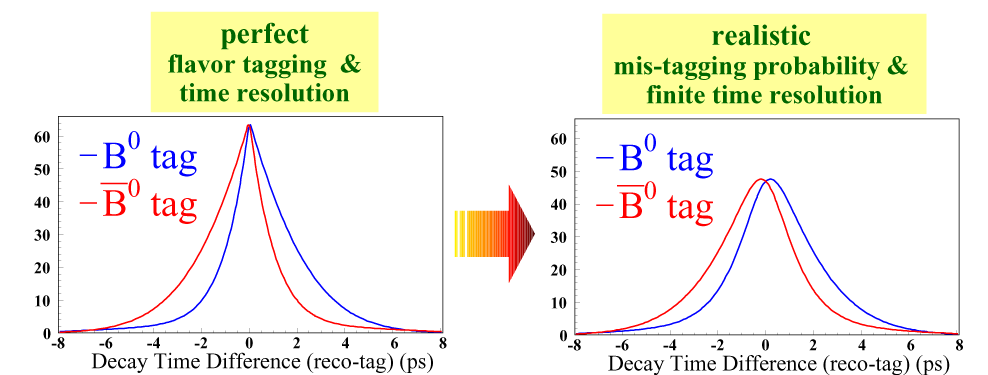 perfect
flavor tagging &
time resolution
60
50
40
30
20
10
0
−B⁰ tag
−B̅⁰ tag
-8 -6 -4 -2 0 2 4 6 8
Decay Time Difference (reco-tag) (ps)
realistic
mis-tagging probability &
finite time resolution
60
50
40
30
20
10
0
−B⁰ tag
−B̅⁰ tag
-8 -6 -4 -2 0 2 4 6 8
Decay Time Difference (reco-tag) (ps)